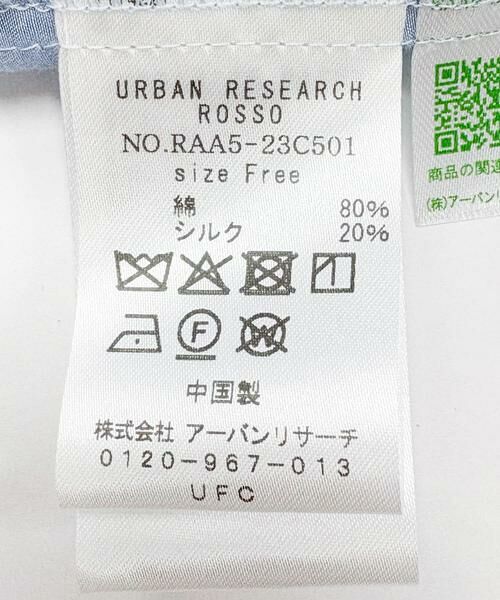 URBAN RESEARCH
ROSSO
NO.RAA5-23C501
size Free
綿 80%
シルク 20%
F
W
中国製
株式会社 アーバンリサーチ
0120-967-013
UFC
商品の関連
(株)アーバンリ